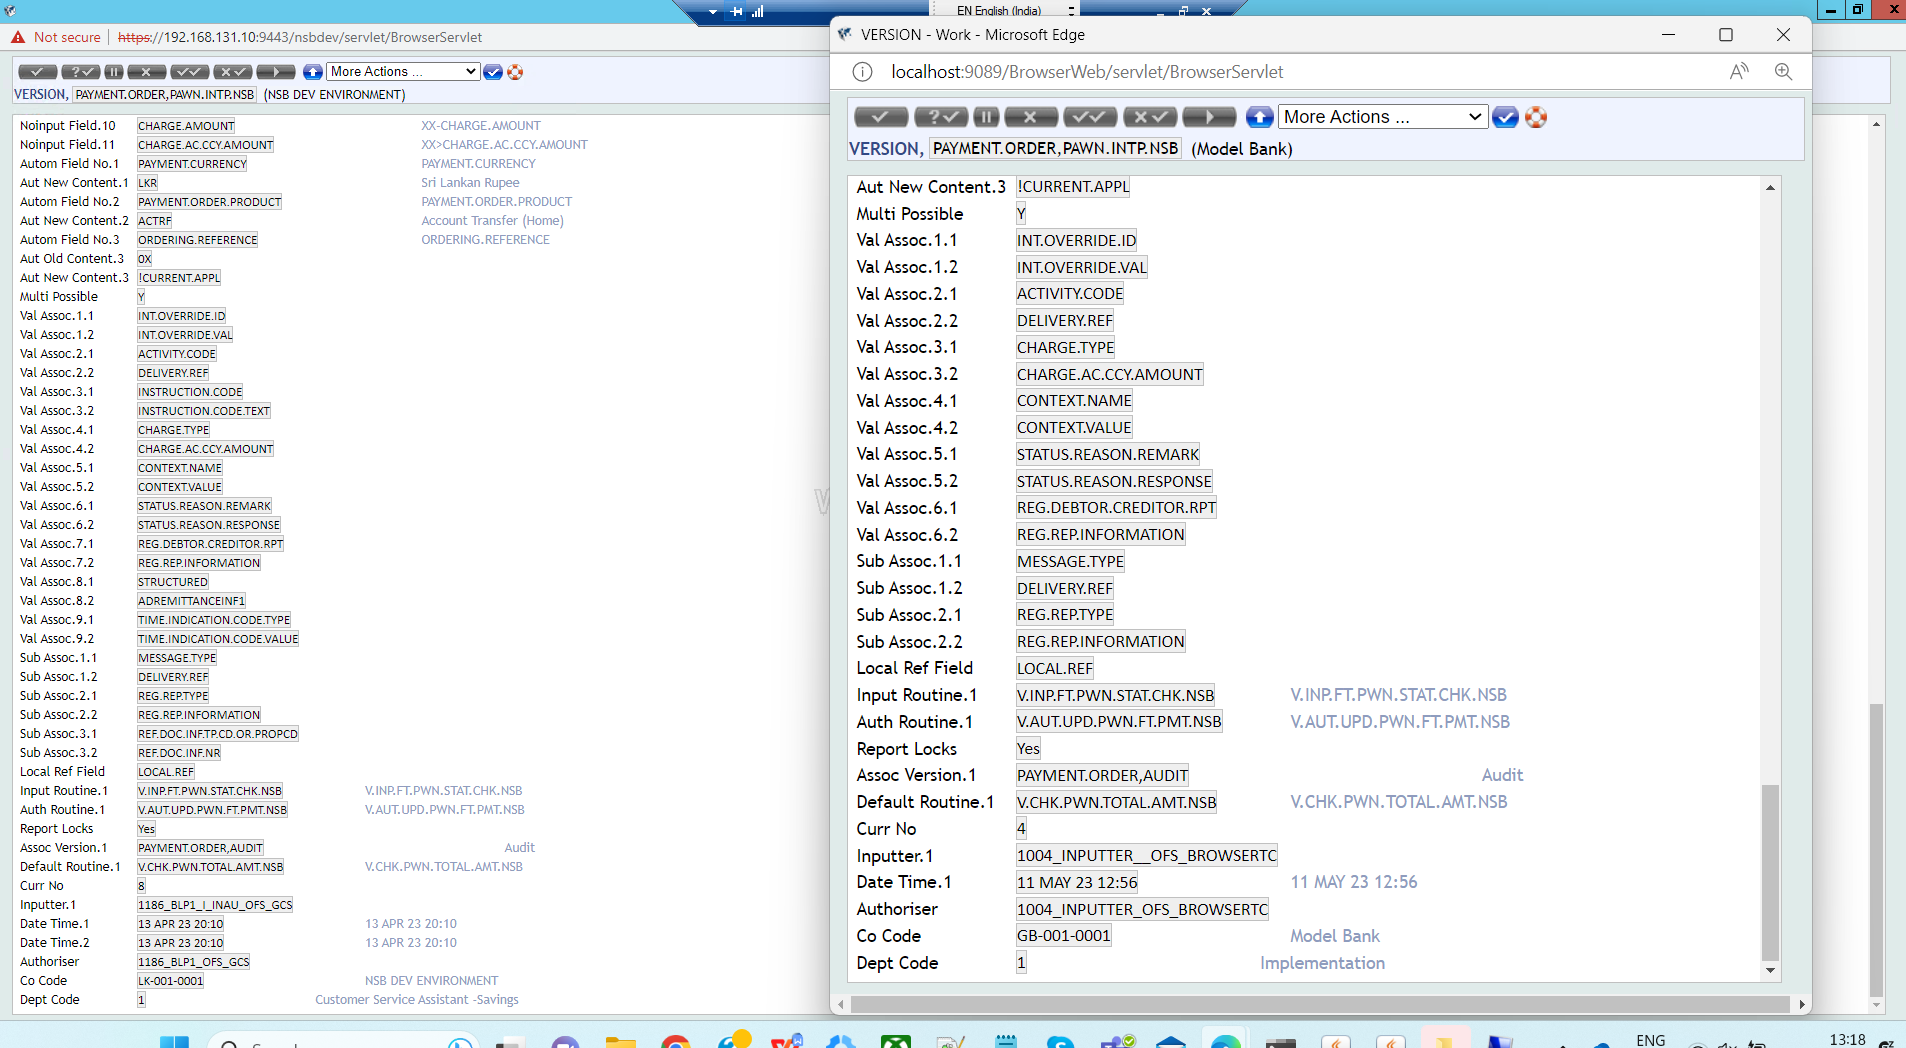 EN English (India)
Not secure https://192.168.131.10:9443/nsbdev/servlet/BrowserServlet
More Actions ...
VERSION, PAYMENT.ORDER,PAWN.INTP.NSB (NSB DEV ENVIRONMENT)
Noinput Field.10 CHARGE.AMOUNT XX-CHARGE.AMOUNT
Noinput Field.11 CHARGE.AC.CCY.AMOUNT XX>CHARGE.AC.CCY.AMOUNT
Autom Field No.1 PAYMENT.CURRENCY PAYMENT.CURRENCY
Aut New Content.1 LKR Sri Lankan Rupee
Autom Field No.2 PAYMENT.ORDER.PRODUCT PAYMENT.ORDER.PRODUCT
Aut New Content.2 ACTRF Account Transfer (Home)
Autom Field No.3 ORDERING.REFERENCE ORDERING.REFERENCE
Aut Old Content.3 0X
Aut New Content.3 !CURRENT.APPL
Multi Possible Y
Val Assoc.1.1 INT.OVERRIDE.ID
Val Assoc.1.2 INT.OVERRIDE.VAL
Val Assoc.2.1 ACTIVITY.CODE
Val Assoc.2.2 DELIVERY.REF
Val Assoc.3.1 INSTRUCTION.CODE
Val Assoc.3.2 INSTRUCTION.CODE.TEXT
Val Assoc.4.1 CHARGE.TYPE
Val Assoc.4.2 CHARGE.AC.CCY.AMOUNT
Val Assoc.5.1 CONTEXT.NAME
Val Assoc.5.2 CONTEXT.VALUE
Val Assoc.6.1 STATUS.REASON.REMARK
Val Assoc.6.2 STATUS.REASON.RESPONSE
Val Assoc.7.1 REG.DEBTOR.CREDITOR.RPT
Val Assoc.7.2 REG.REP.INFORMATION
Val Assoc.8.1 STRUCTURED
Val Assoc.8.2 ADREMITTANCEINF1
Val Assoc.9.1 TIME.INDICATION.CODE.TYPE
Val Assoc.9.2 TIME.INDICATION.CODE.VALUE
Sub Assoc.1.1 MESSAGE.TYPE
Sub Assoc.1.2 DELIVERY.REF
Sub Assoc.2.1 REG.REP.TYPE
Sub Assoc.2.2 REG.REP.INFORMATION
Sub Assoc.3.1 REF.DOC.INF.TP.CD.OR.PROPCD
Sub Assoc.3.2 REF.DOC.INF.NR
Local Ref Field LOCAL.REF
Input Routine.1 V.INP.FT.PWN.STAT.CHK.NSB V.INP.FT.PWN.STAT.CHK.NSB
Auth Routine.1 V.AUT.UPD.PWN.FT.PMT.NSB V.AUT.UPD.PWN.FT.PMT.NSB
Report Locks Yes
Assoc Version.1 PAYMENT.ORDER,AUDIT Audit
Default Routine.1 V.CHK.PWN.TOTAL.AMT.NSB V.CHK.PWN.TOTAL.AMT.NSB
Curr No 8
Inputter.1 1186_BLP1_I_INAU_OFS_GCS
Date Time.1 13 APR 23 20:10 13 APR 23 20:10
Date Time.2 13 APR 23 20:10 13 APR 23 20:10
Authoriser 1186_BLP1_OFS_GCS
Co Code LK-001-0001 NSB DEV ENVIRONMENT
Dept Code 1 Customer Service Assistant -Savings
VERSION - Work - Microsoft Edge
localhost:9089/BrowserWeb/servlet/BrowserServlet
More Actions ...
VERSION, PAYMENT.ORDER,PAWN.INTP.NSB (Model Bank)
Aut New Content.3 !CURRENT.APPL
Multi Possible Y
Val Assoc.1.1 INT.OVERRIDE.ID
Val Assoc.1.2 INT.OVERRIDE.VAL
Val Assoc.2.1 ACTIVITY.CODE
Val Assoc.2.2 DELIVERY.REF
Val Assoc.3.1 CHARGE.TYPE
Val Assoc.3.2 CHARGE.AC.CCY.AMOUNT
Val Assoc.4.1 CONTEXT.NAME
Val Assoc.4.2 CONTEXT.VALUE
Val Assoc.5.1 STATUS.REASON.REMARK
Val Assoc.5.2 STATUS.REASON.RESPONSE
Val Assoc.6.1 REG.DEBTOR.CREDITOR.RPT
Val Assoc.6.2 REG.REP.INFORMATION
Sub Assoc.1.1 MESSAGE.TYPE
Sub Assoc.1.2 DELIVERY.REF
Sub Assoc.2.1 REG.REP.TYPE
Sub Assoc.2.2 REG.REP.INFORMATION
Local Ref Field LOCAL.REF
Input Routine.1 V.INP.FT.PWN.STAT.CHK.NSB V.INP.FT.PWN.STAT.CHK.NSB
Auth Routine.1 V.AUT.UPD.PWN.FT.PMT.NSB V.AUT.UPD.PWN.FT.PMT.NSB
Report Locks Yes
Assoc Version.1 PAYMENT.ORDER,AUDIT Audit
Default Routine.1 V.CHK.PWN.TOTAL.AMT.NSB V.CHK.PWN.TOTAL.AMT.NSB
Curr No 4
Inputter.1 1004_INPUTTER__OFS_BROWSERTC
Date Time.1 11 MAY 23 12:56 11 MAY 23 12:56
Authoriser 1004_INPUTTER_OFS_BROWSERTC
Co Code GB-001-0001 Model Bank
Dept Code 1 Implementation
ENG
13:18